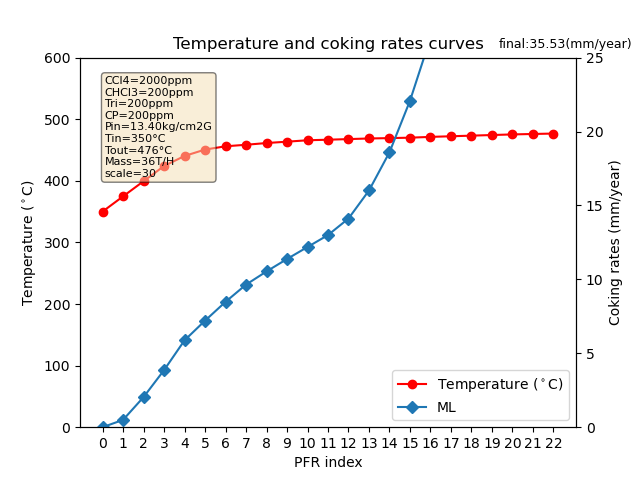 Temperature and coking rates curves
final:35.53(mm/year)
CCl4=2000ppm
CHCl3=200ppm
Tri=200ppm
CP=200ppm
Pin=13.40kg/cm2G
Tin=350°C
Tout=476°C
Mass=36T/H
scale=30
600
500
400
300
200
100
0
Temperature (°C)
25
20
15
10
5
0
Coking rates (mm/year)
Temperature (°C)
ML
0 1 2 3 4 5 6 7 8 9 10 11 12 13 14 15 16 17 18 19 20 21 22
PFR index